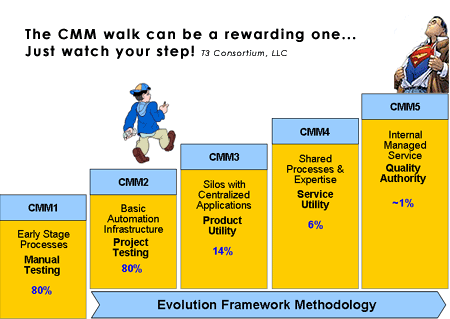 The CMM walk can be a rewarding one...
Just watch your step! T3 Consortium, LLC
CMM1
Early Stage
Processes
Manual
Testing
80%
CMM2
Basic
Automation
Infrastructure
Project
Testing
80%
CMM3
Silos with
Centralized
Applications
Product
Utility
14%
CMM4
Shared
Processes &
Expertise
Service
Utility
6%
CMM5
Internal
Managed
Service
Quality
Authority
~1%
Evolution Framework Methodology